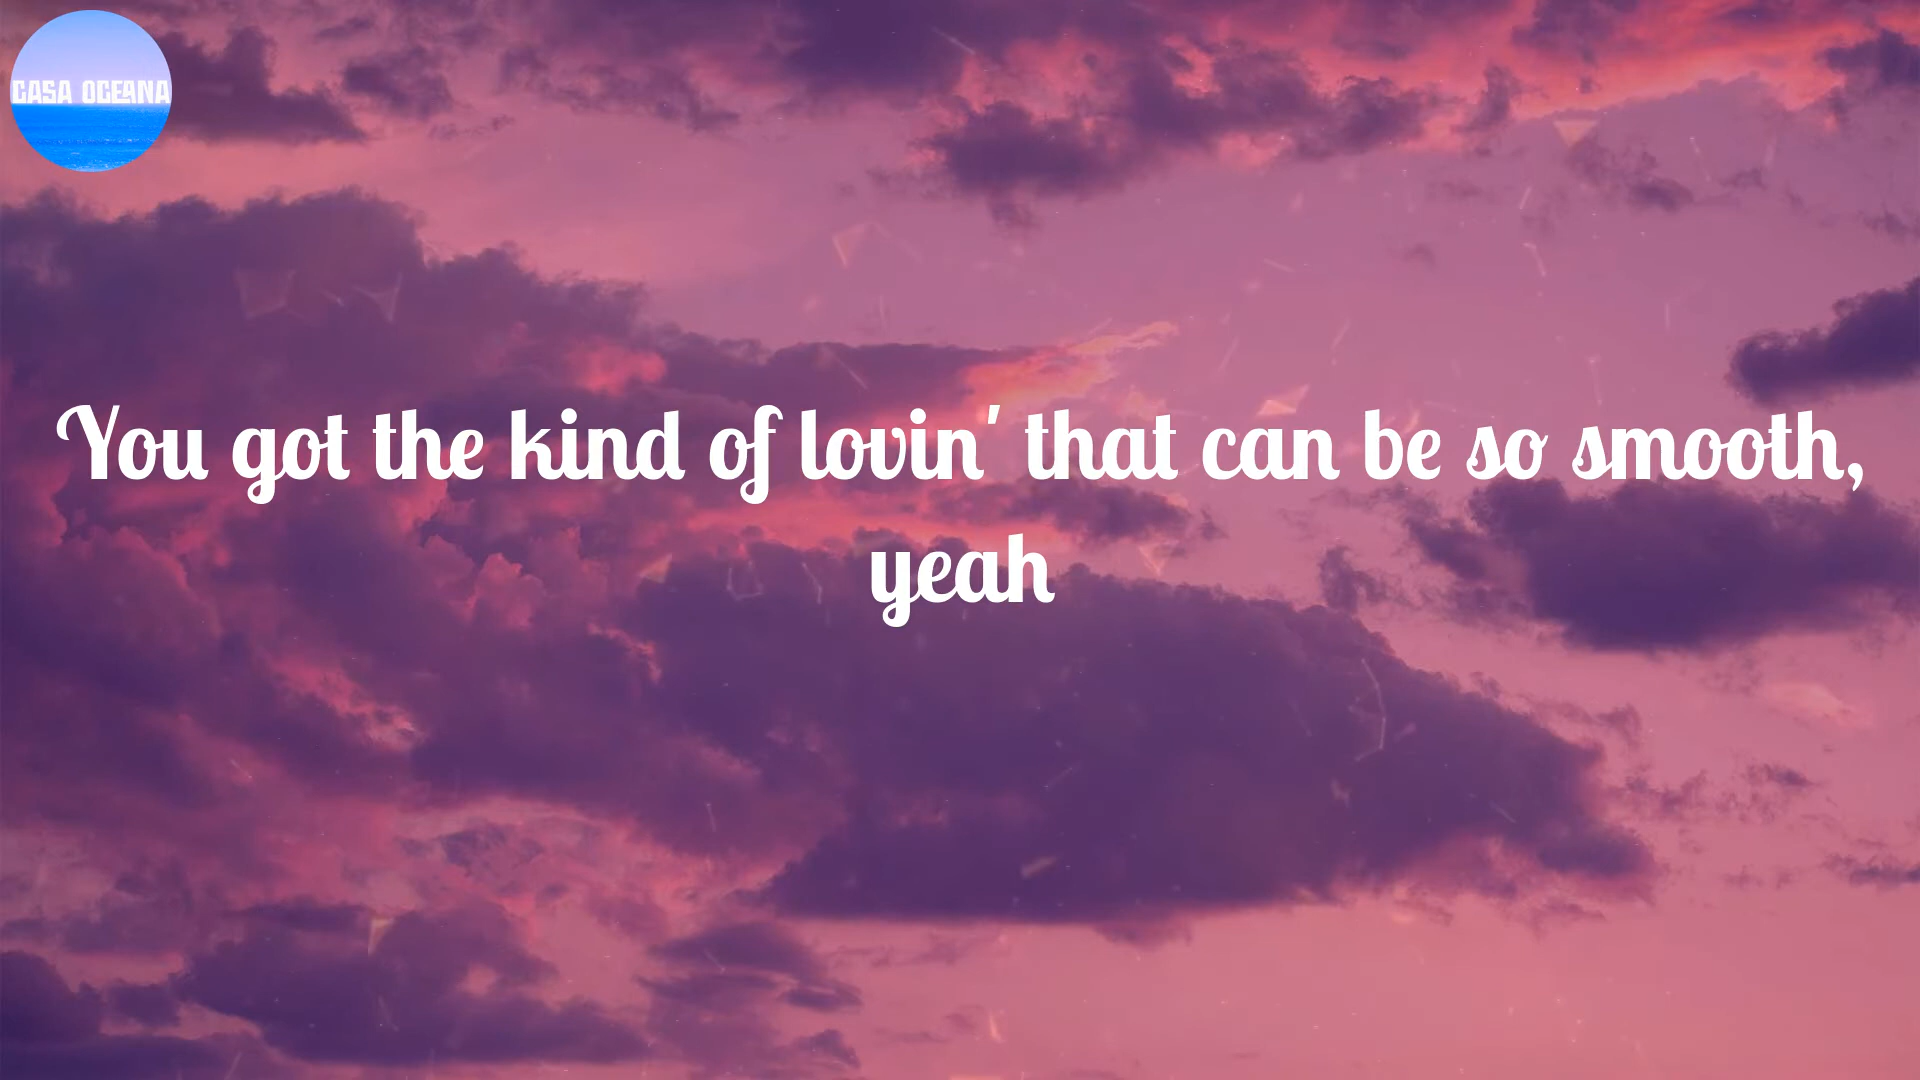 CASA OCEANA
You got the kind of lovin' that can be so smooth,
yeah